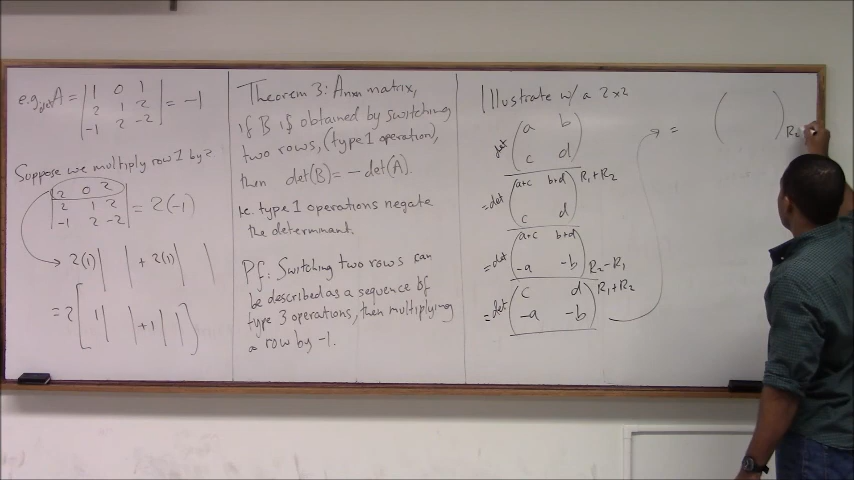 e.g. det A = | 1 0 1 | = -1
| 2 1 2 |
| -1 2 -2 |
Suppose we multiply row 1 by 2
| 2 0 2 |
| 2 1 2 | = 2(-1)
| -1 2 -2 |
2(1) | | + 2(1) | |
= 2 [ 1 | | + 1 | | ]
Theorem 3: A nxn matrix,
if B is obtained by switching
two rows, (type 1 operation),
then det(B) = - det(A).
i.e. type 1 operations negate
the determinant.
Pf: Switching two rows can
be described as a sequence of
type 3 operations, then multiplying
a row by -1.
Illustrate w/ a 2x2
det ( a b )
( c d )
= det ( a+c b+d ) R1+R2
( c d )
= det ( a+c b+d )
( -a -b ) R2-R1
= det ( c d ) R1+R2
( -a -b )
= ( ) R2